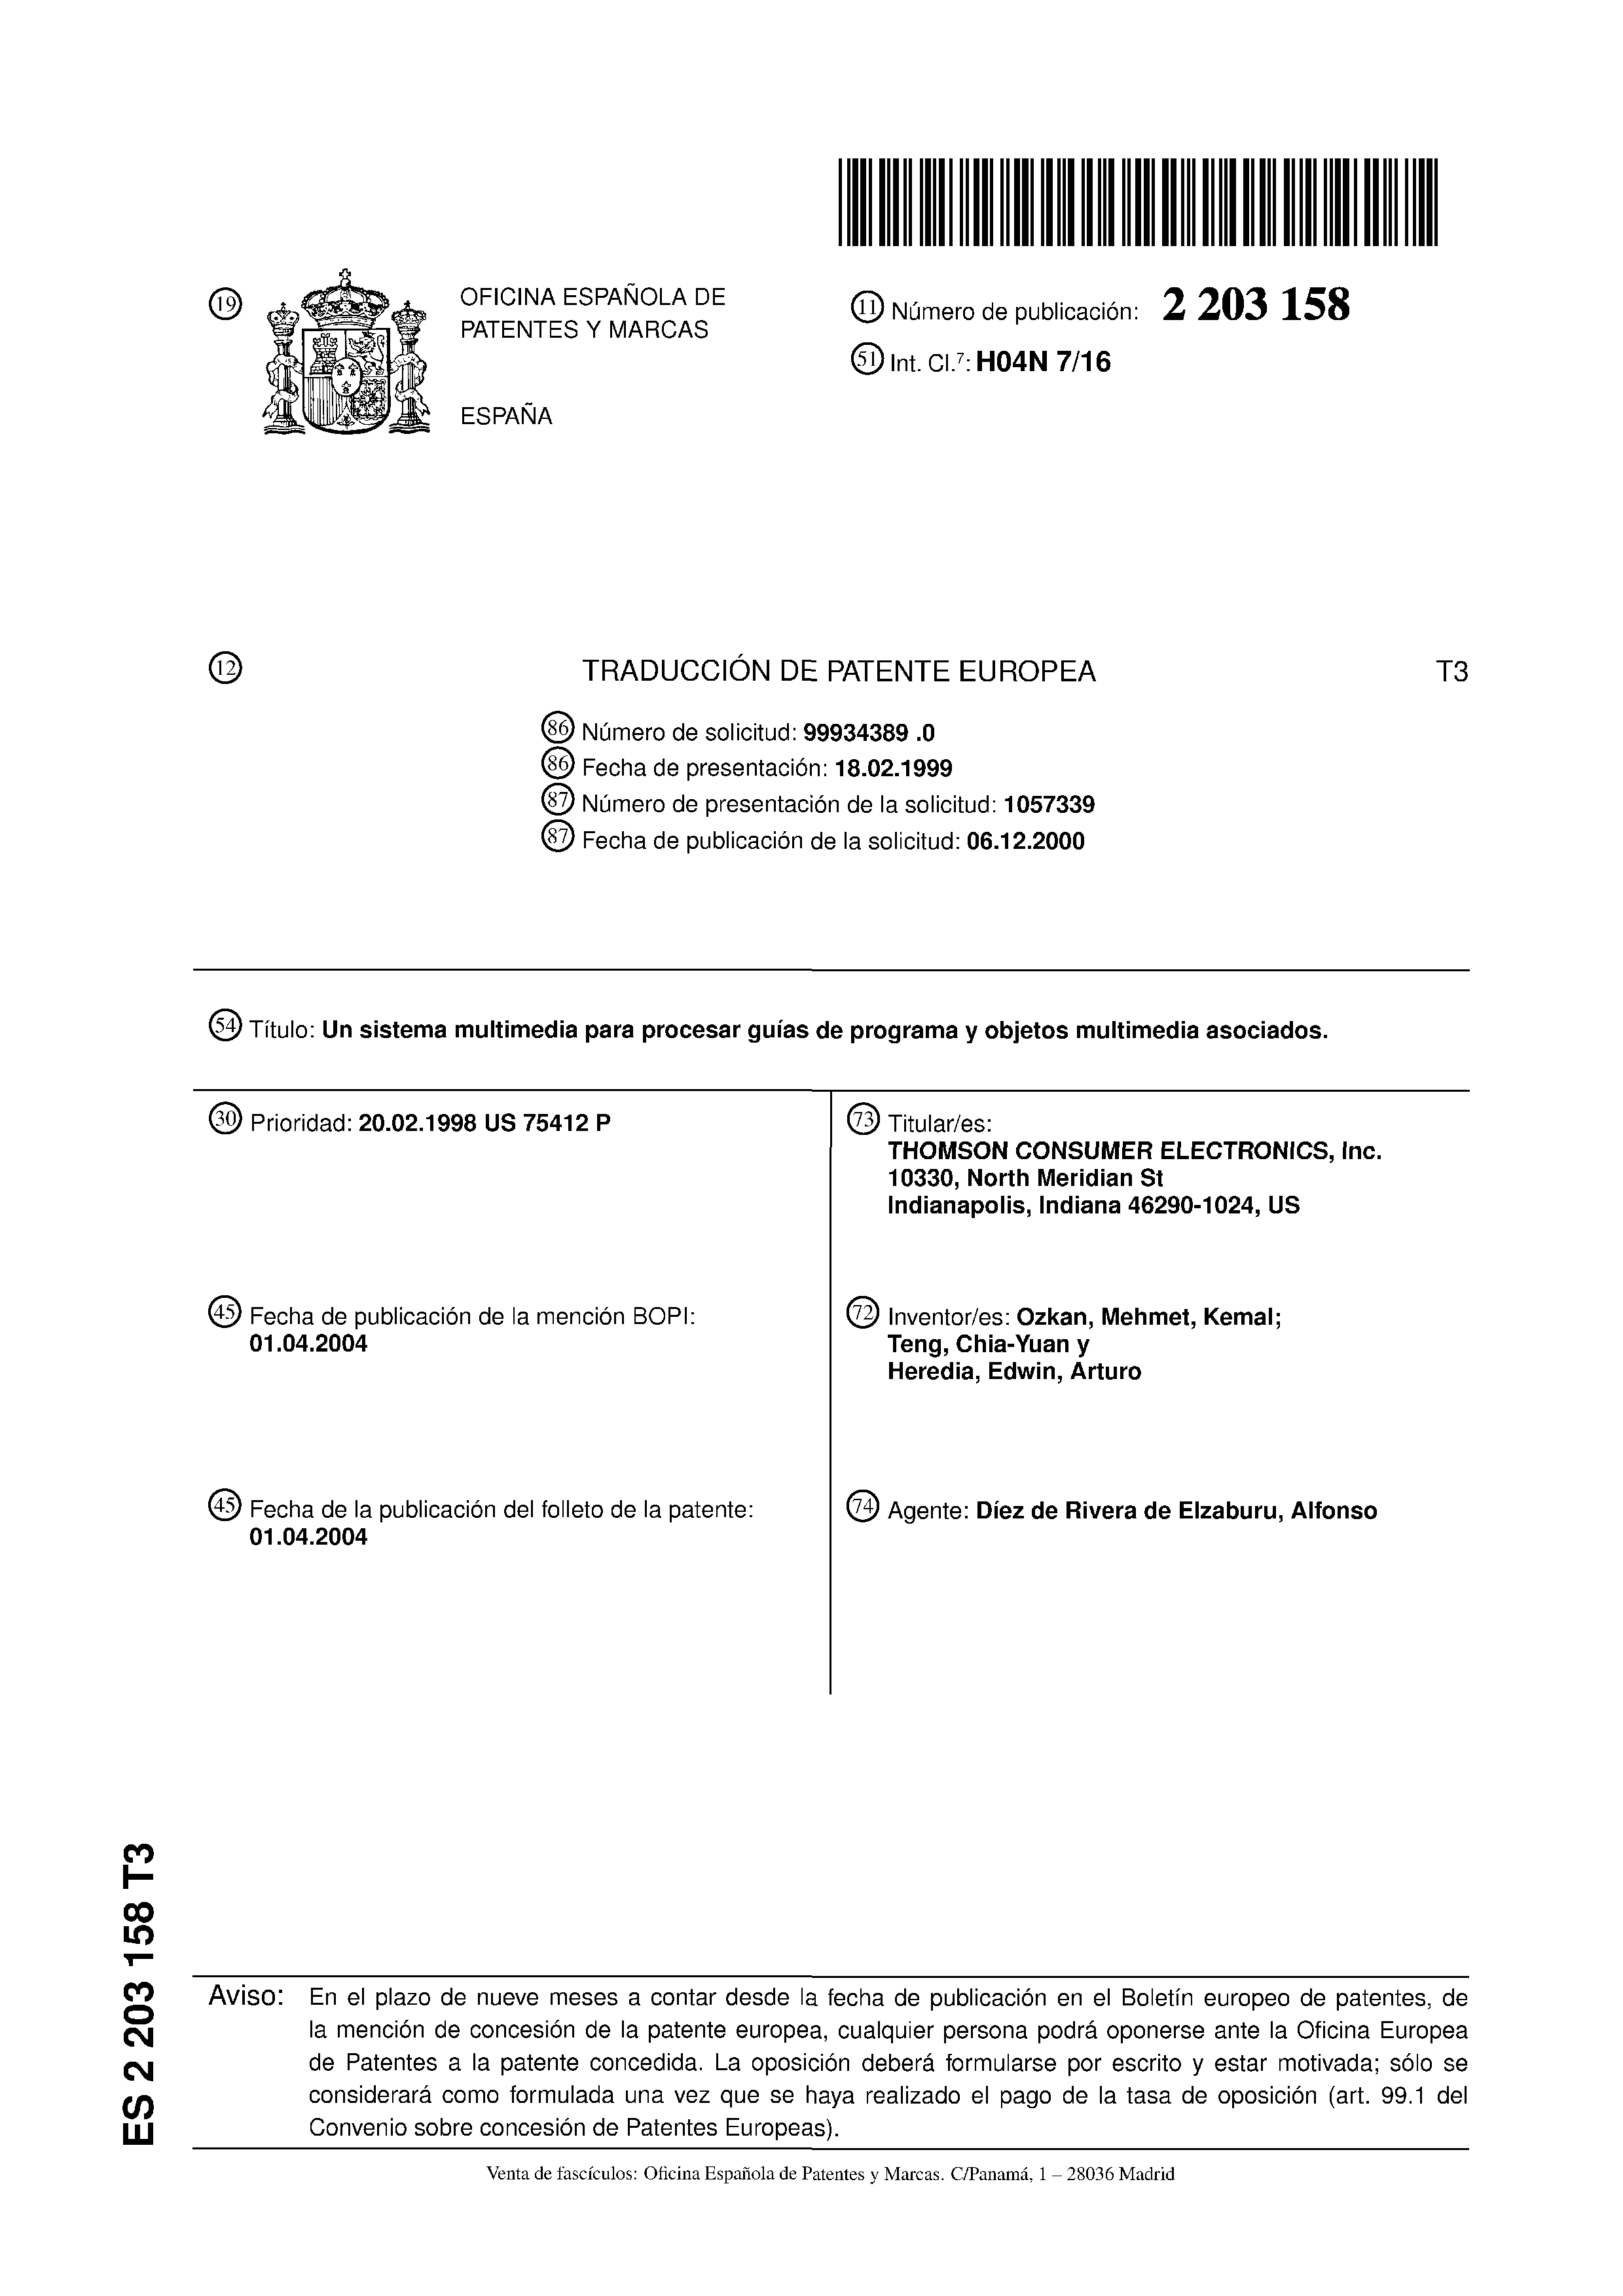 19
OFICINA ESPAÑOLA DE
PATENTES Y MARCAS
ESPAÑA
11 Número de publicación: 2 203 158
51 Int. Cl.7: H04N 7/16
12
TRADUCCIÓN DE PATENTE EUROPEA
T3
86 Número de solicitud: 99934389 .0
86 Fecha de presentación: 18.02.1999
87 Número de presentación de la solicitud: 1057339
87 Fecha de publicación de la solicitud: 06.12.2000
54 Título: Un sistema multimedia para procesar guías de programa y objetos multimedia asociados.
30 Prioridad: 20.02.1998 US 75412 P
45 Fecha de publicación de la mención BOPI:
01.04.2004
45 Fecha de la publicación del folleto de la patente:
01.04.2004
73 Titular/es:
THOMSON CONSUMER ELECTRONICS, Inc.
10330, North Meridian St
Indianapolis, Indiana 46290-1024, US
72 Inventor/es: Ozkan, Mehmet, Kemal;
Teng, Chia-Yuan y
Heredia, Edwin, Arturo
74 Agente: Díez de Rivera de Elzaburu, Alfonso
ES 2 203 158 T3
Aviso: En el plazo de nueve meses a contar desde la fecha de publicación en el Boletín europeo de patentes, de
la mención de concesión de la patente europea, cualquier persona podrá oponerse ante la Oficina Europea
de Patentes a la patente concedida. La oposición deberá formularse por escrito y estar motivada; sólo se
considerará como formulada una vez que se haya realizado el pago de la tasa de oposición (art. 99.1 del
Convenio sobre concesión de Patentes Europeas).
Venta de fascículos: Oficina Española de Patentes y Marcas. C/Panamá, 1 – 28036 Madrid